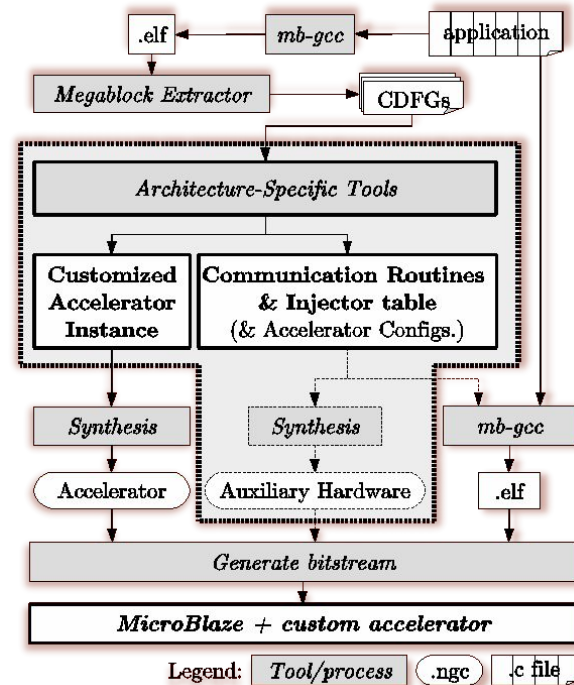 .elf
mb-gcc
application
Megablock Extractor
CDFGs
Architecture-Specific Tools
Customized
Accelerator
Instance
Communication Routines
& Injector table
(& Accelerator Configs.)
Synthesis
Synthesis
mb-gcc
Accelerator
Auxiliary Hardware
.elf
Generate bitstream
MicroBlaze + custom accelerator
Legend: Tool/process .ngc .c file